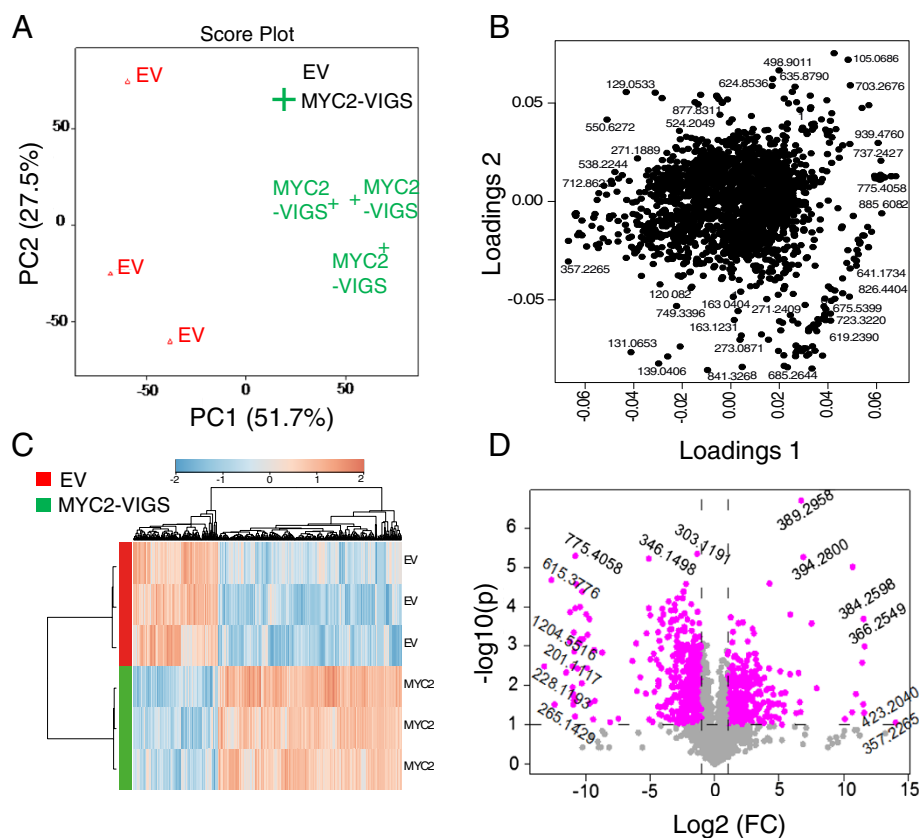 A
Score Plot
EV
EV
MYC2-VIGS
MYC2
-VIGS
MYC2
-VIGS
MYC2
-VIGS
EV
EV
50
0
-50
PC2 (27.5%)
-50
0
50
PC1 (51.7%)
B
498.9011
105.0686
635.8790
624.8536
129.0533
703.2676
877.8311
550.6272
524.2049
939.4760
271.1889
737.2427
538.2244
712.862
775.4058
885 6082
357.2265
641.1734
120 082
826.4404
163 0404
271.2409
675.5399
749.3396
723.3220
163.1231
619.2390
131.0653
273.0871
139.0406
841.3268
685.2644
0.05
0.00
-0.05
Loadings 2
-0.06
-0.04
-0.02
0.00
0.02
0.04
0.06
Loadings 1
C
EV
MYC2-VIGS
-2
-1
0
1
2
EV
EV
EV
MYC2
MYC2
MYC2
D
389.2958
303.1191
775.4058
346.1498
394.2800
615.3776
384.2598
366.2549
1204.5516
201.1117
228.1193
265.1429
423.2040
357.2265
6
5
4
3
2
1
0
-log10(p)
-10
-5
0
5
10
15
Log2 (FC)